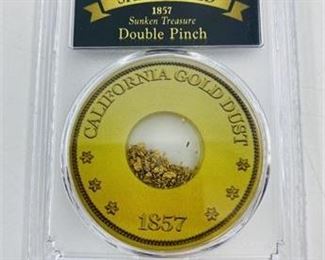 1857
Sunken Treasure
Double Pinch
CALIFORNIA GOLD DUST
1857